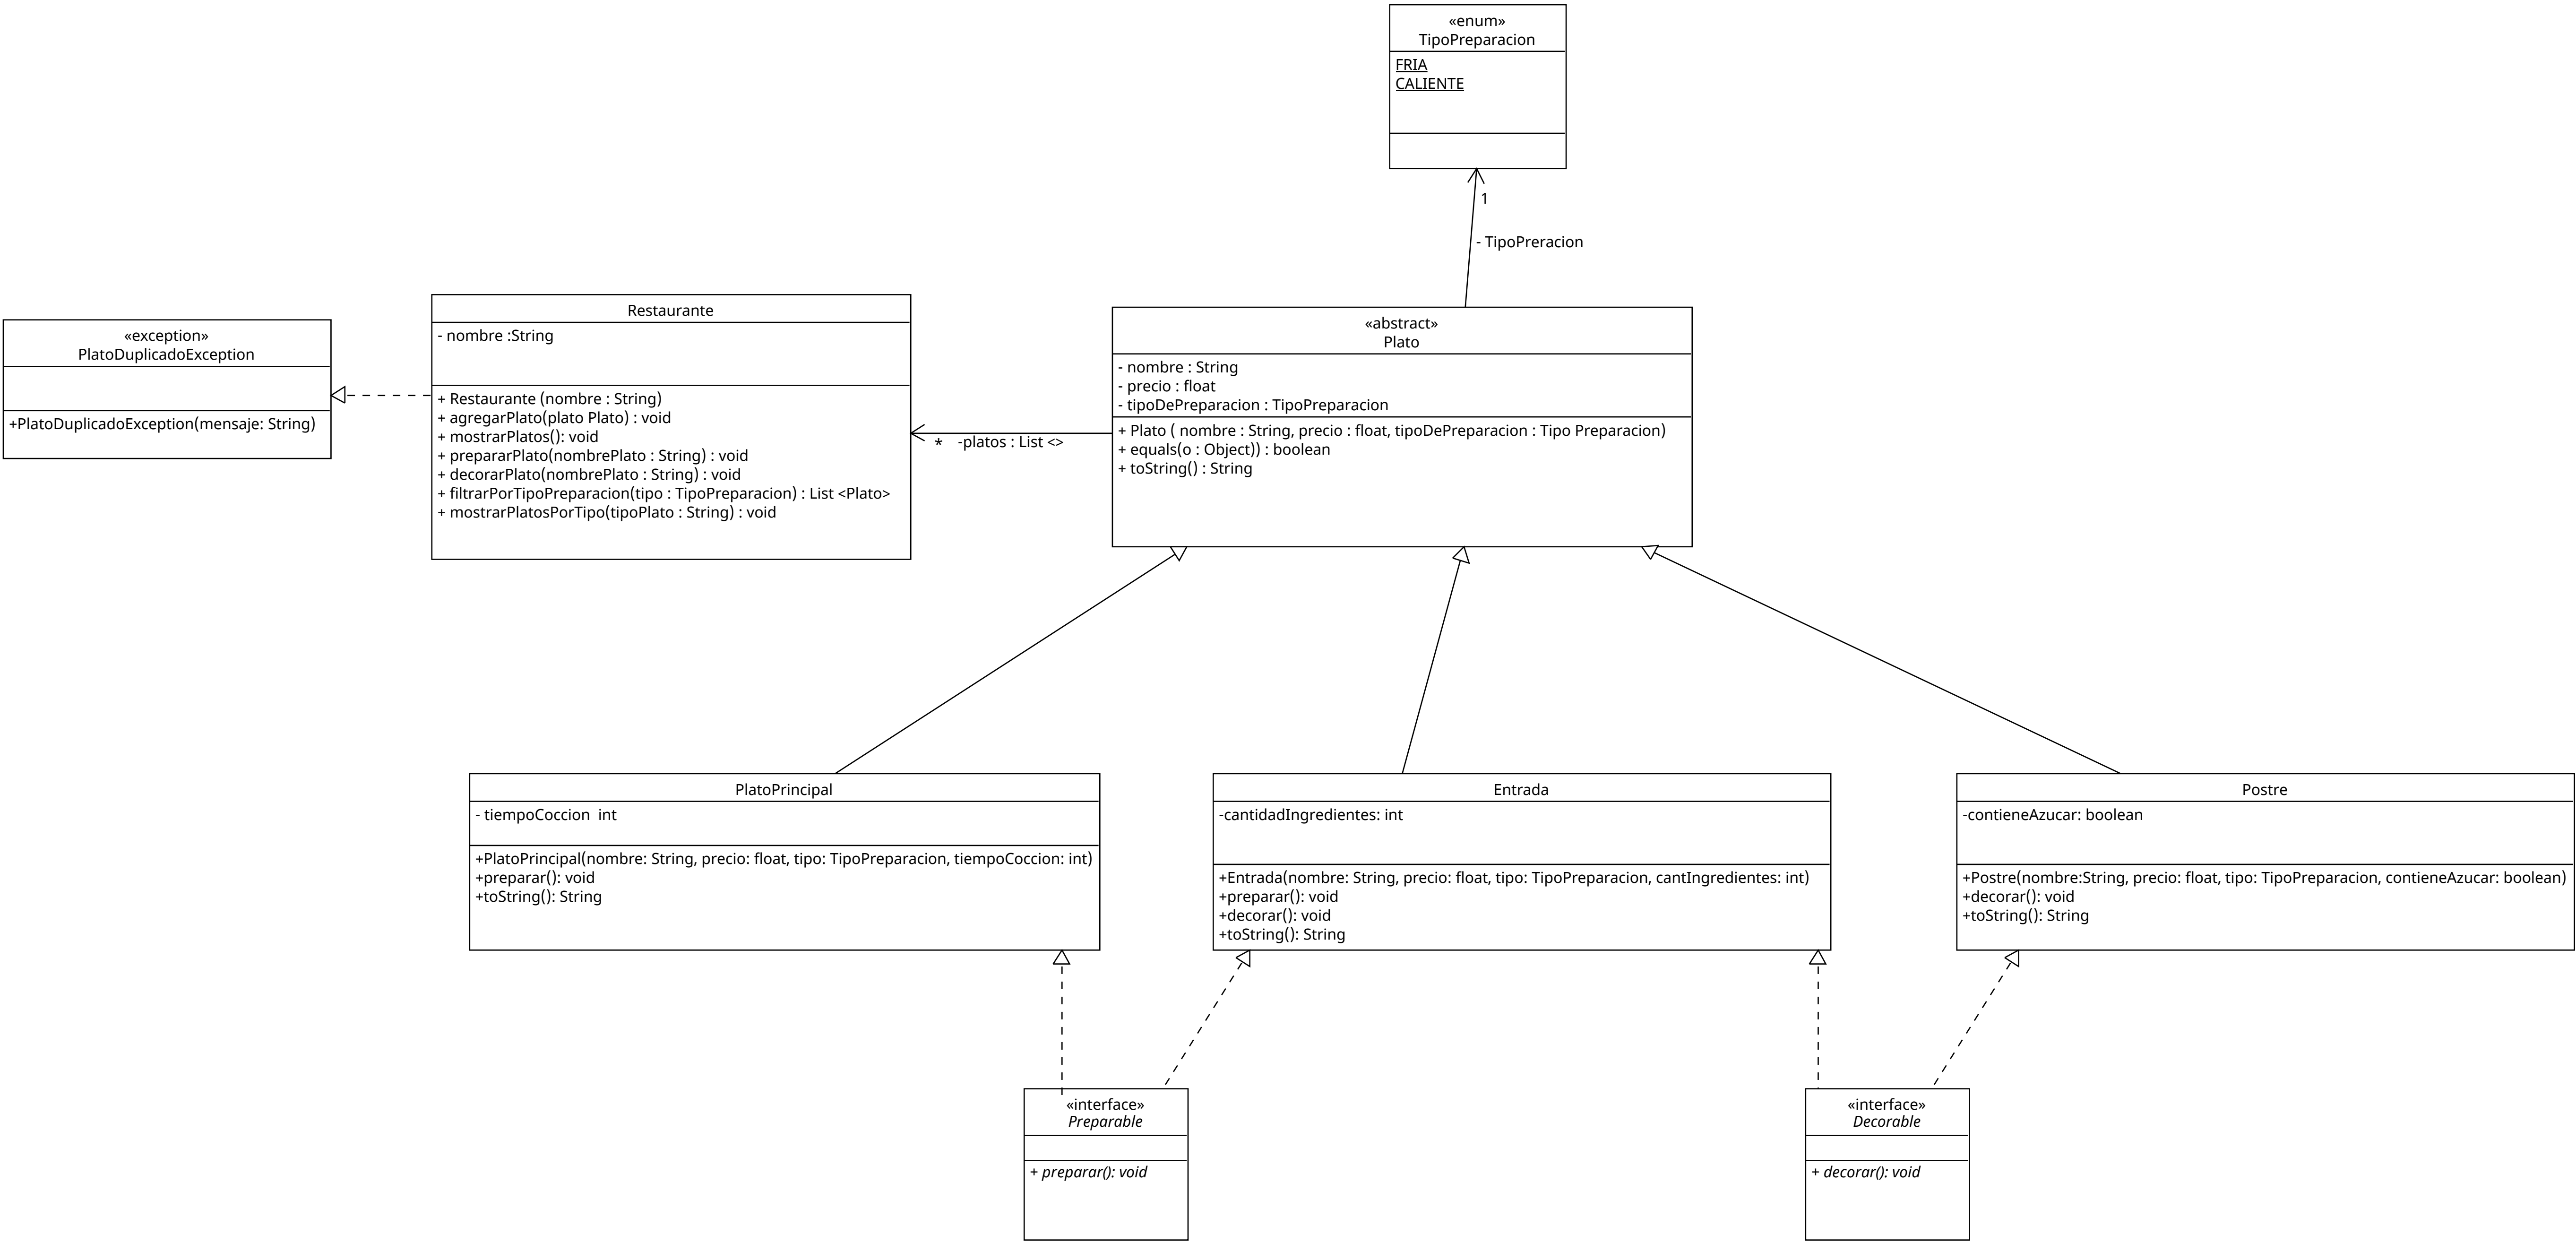 «enum»
TipoPreparacion
FRIA
CALIENTE
1
- TipoPreracion
«exception»
PlatoDuplicadoException
+PlatoDuplicadoException(mensaje: String)
Restaurante
- nombre :String
+ Restaurante (nombre : String)
+ agregarPlato(plato Plato) : void
+ mostrarPlatos(): void
+ prepararPlato(nombrePlato : String) : void
+ decorarPlato(nombrePlato : String) : void
+ filtrarPorTipoPreparacion(tipo : TipoPreparacion) : List <Plato>
+ mostrarPlatosPorTipo(tipoPlato : String) : void
* -platos : List <>
«abstract»
Plato
- nombre : String
- precio : float
- tipoDePreparacion : TipoPreparacion
+ Plato ( nombre : String, precio : float, tipoDePreparacion : Tipo Preparacion)
+ equals(o : Object)) : boolean
+ toString() : String
PlatoPrincipal
- tiempoCoccion  int
+PlatoPrincipal(nombre: String, precio: float, tipo: TipoPreparacion, tiempoCoccion: int)
+preparar(): void
+toString(): String
Entrada
-cantidadIngredientes: int
+Entrada(nombre: String, precio: float, tipo: TipoPreparacion, cantIngredientes: int)
+preparar(): void
+decorar(): void
+toString(): String
Postre
-contieneAzucar: boolean
+Postre(nombre:String, precio: float, tipo: TipoPreparacion, contieneAzucar: boolean)
+decorar(): void
+toString(): String
«interface»
Preparable
+ preparar(): void
«interface»
Decorable
+ decorar(): void